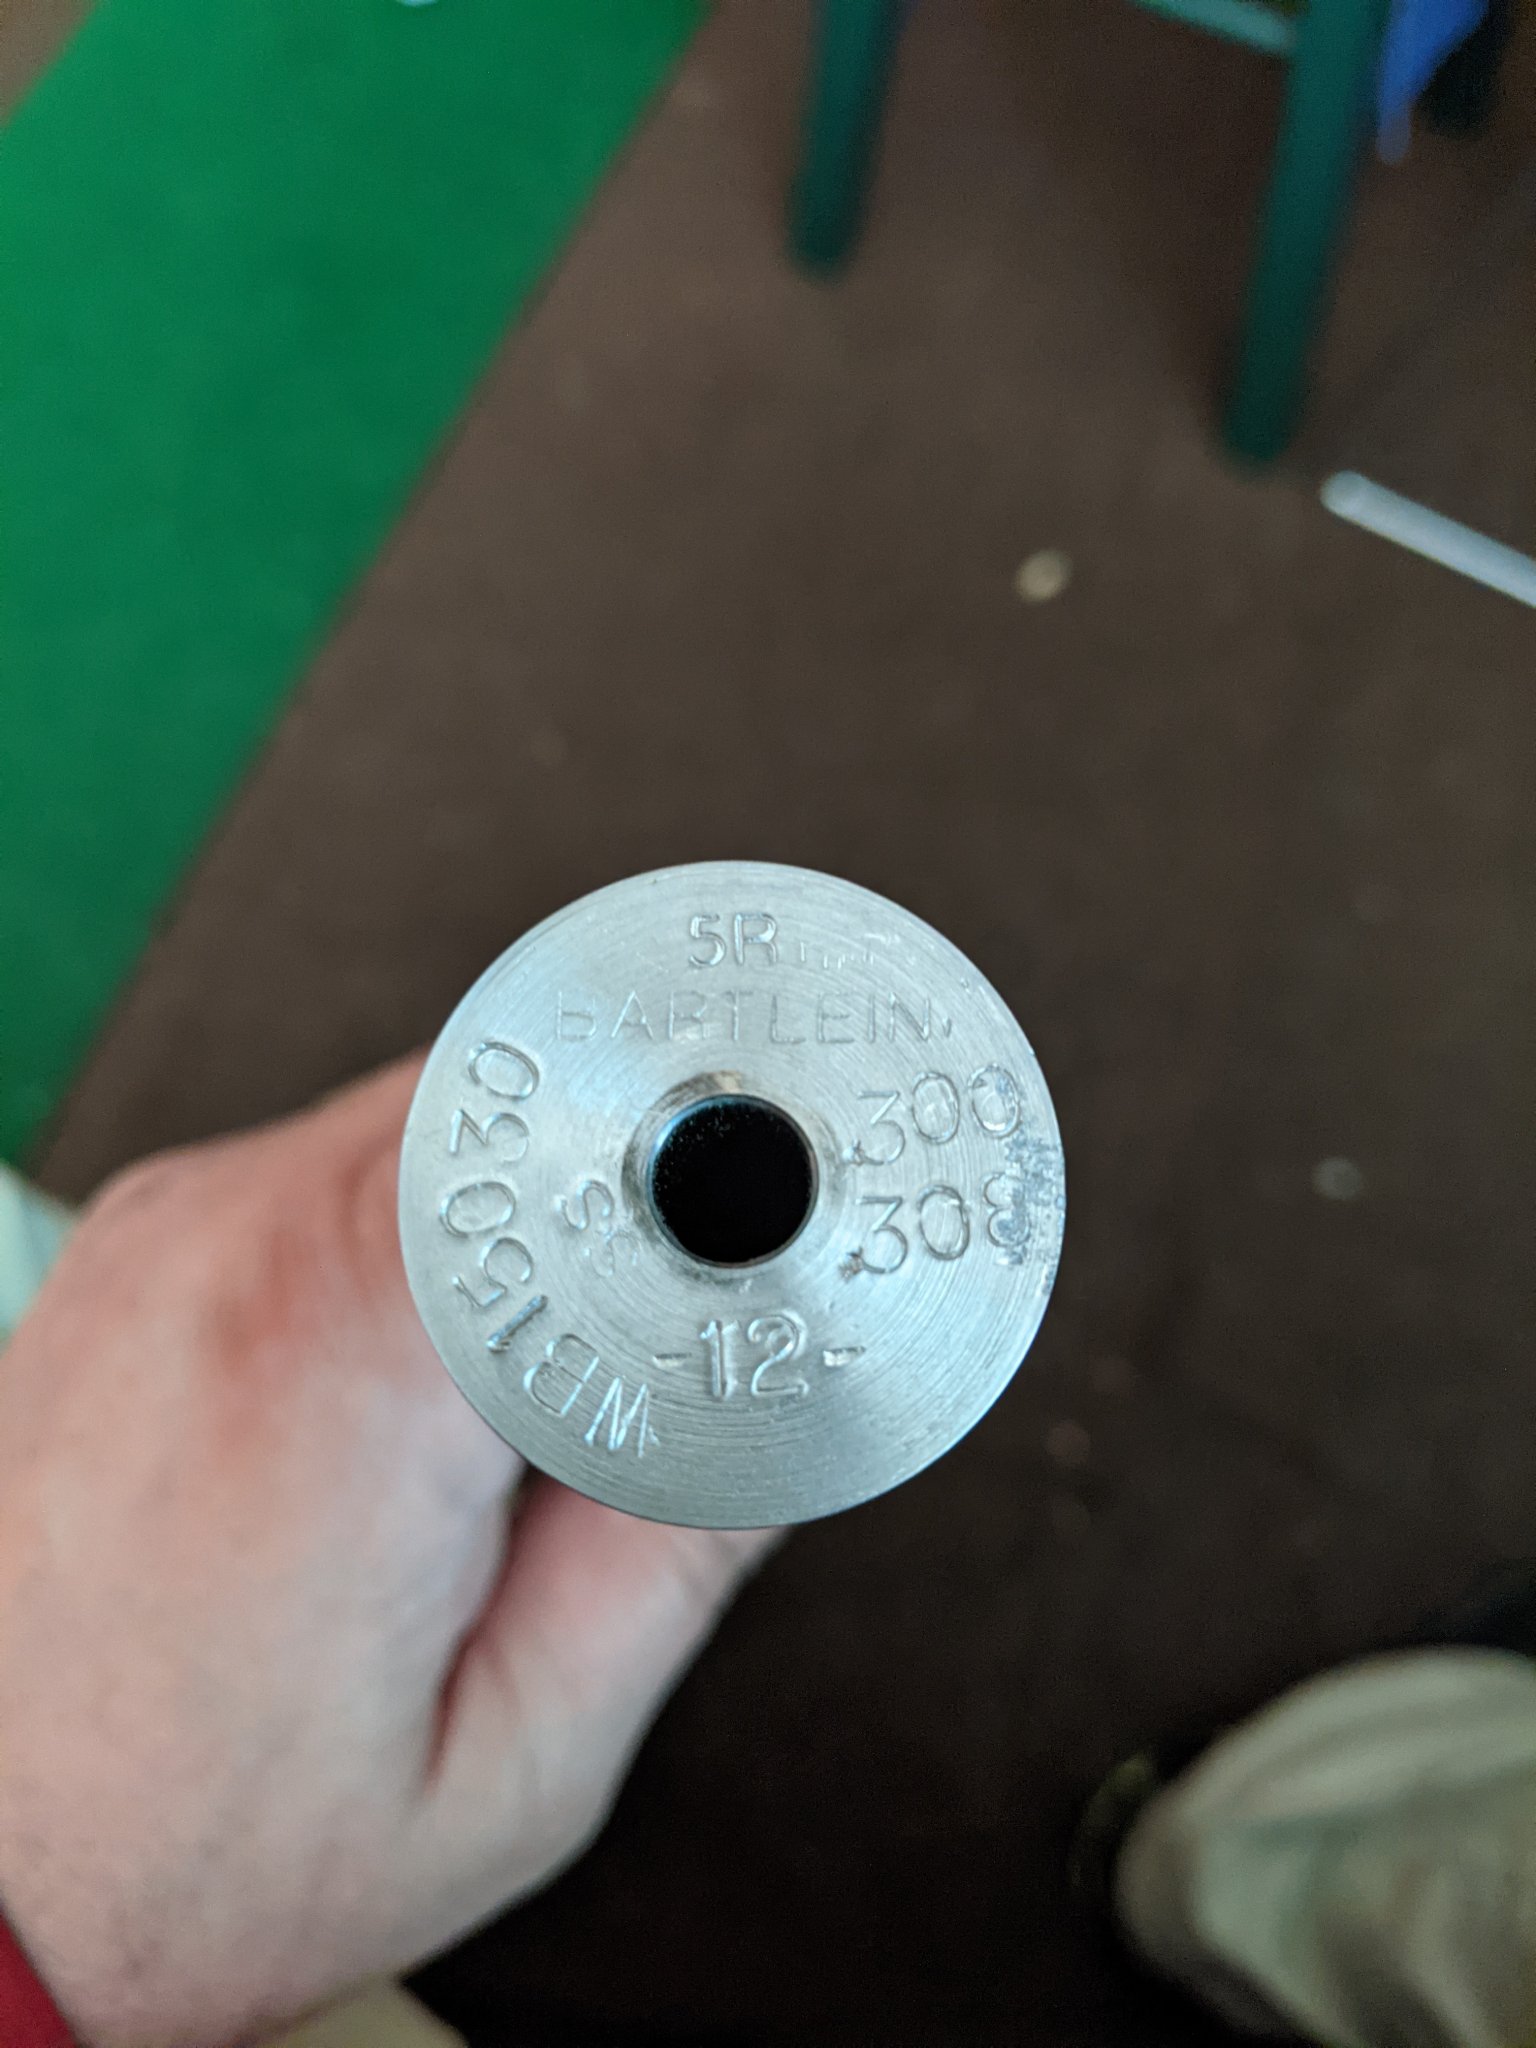 5R
BARTLEIN
.300
.308
-12-
SS
WB15030